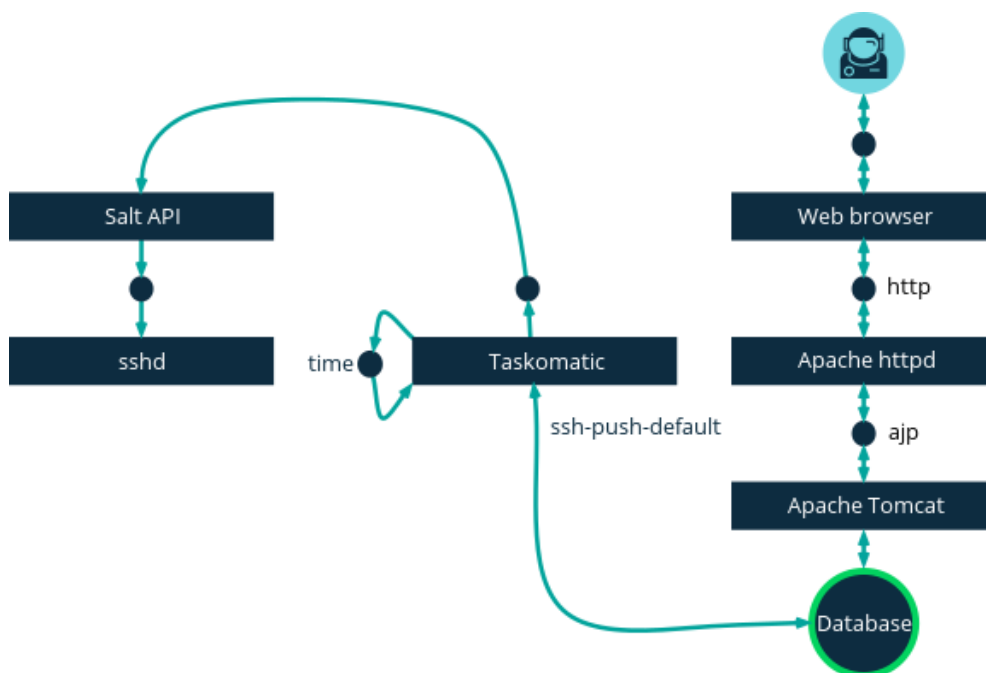 Salt API
Web browser
http
sshd
time
Taskomatic
Apache httpd
ssh-push-default
ajp
Apache Tomcat
Database